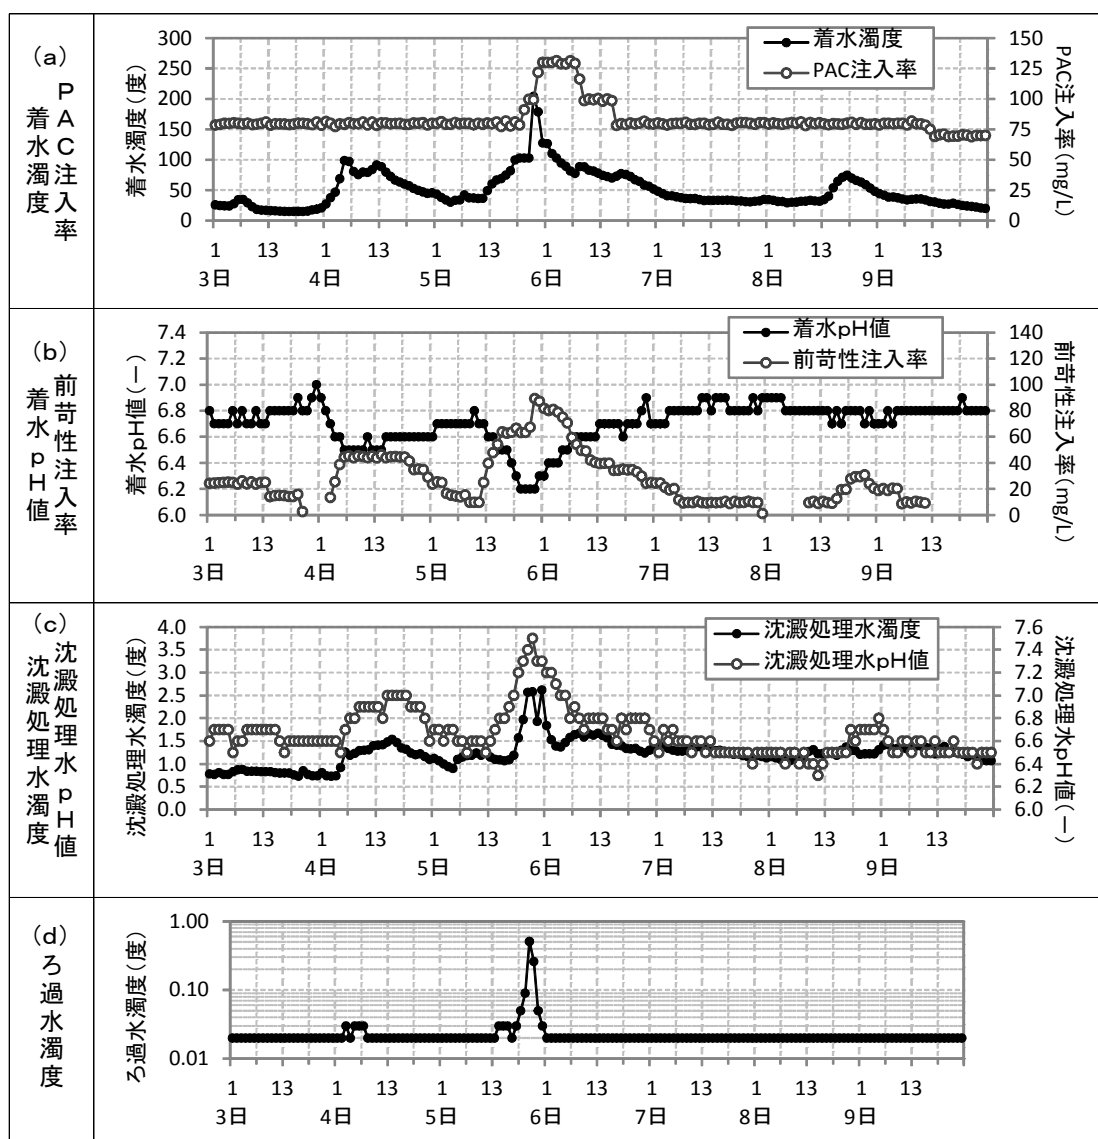 (a)
PAC注入率
着水濁度
着水濁度(度)
300
250
200
150
100
50
0
着水濁度
PAC注入率
150
125
100
75
50
25
0
PAC注入率(mg/L)
1 13 1 13 1 13 1 13 1 13 1 13 1 13
3日 4日 5日 6日 7日 8日 9日
(b)
前苛性注入率
着水pH値
着水pH値(ー)
7.4
7.2
7.0
6.8
6.6
6.4
6.2
6.0
着水pH値
前苛性注入率
140
120
100
80
60
40
20
0
前苛性注入率(mg/L)
1 13 1 13 1 13 1 13 1 13 1 13 1 13
3日 4日 5日 6日 7日 8日 9日
(c)
沈澱処理水pH値
沈澱処理水濁度
沈澱処理水濁度(度)
4.0
3.5
3.0
2.5
2.0
1.5
1.0
0.5
0.0
沈澱処理水濁度
沈澱処理水pH値
7.6
7.4
7.2
7.0
6.8
6.6
6.4
6.2
6.0
沈澱処理水pH値(ー)
1 13 1 13 1 13 1 13 1 13 1 13 1 13
3日 4日 5日 6日 7日 8日 9日
(d)
ろ過水濁度
ろ過水濁度(度)
1.00
0.10
0.01
1 13 1 13 1 13 1 13 1 13 1 13 1 13
3日 4日 5日 6日 7日 8日 9日